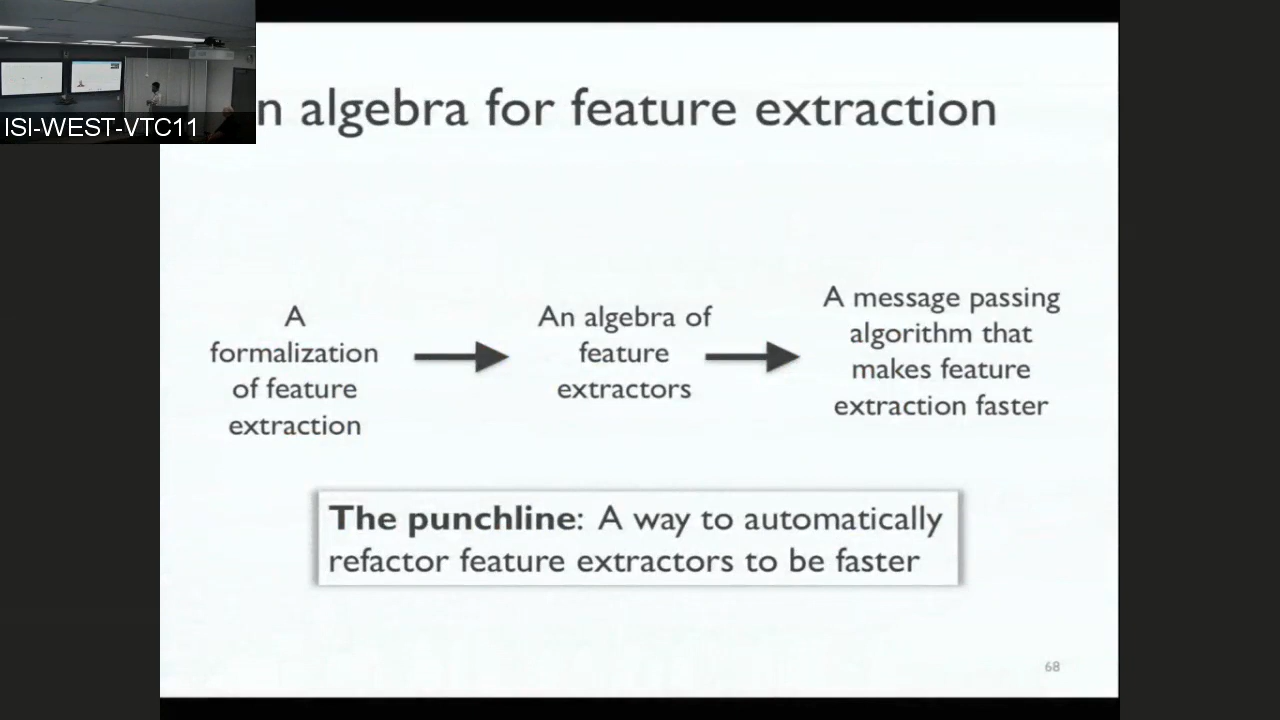 ISI-WEST-VTC11
n algebra for feature extraction
A
formalization
of feature
extraction
An algebra of
feature
extractors
A message passing
algorithm that
makes feature
extraction faster
The punchline: A way to automatically
refactor feature extractors to be faster
68